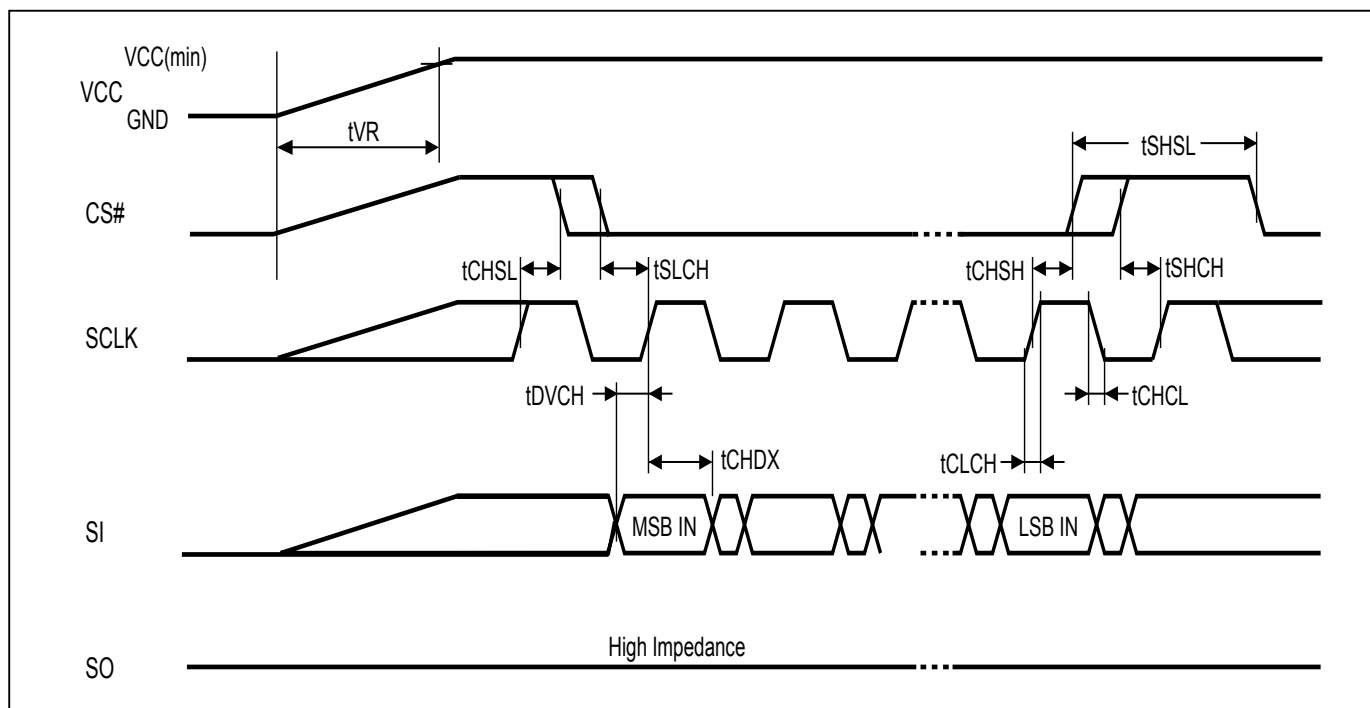 VCC(min)
VCC
GND
tVR
tSHSL
CS#
tCHSL
tSLCH
tCHSH
tSHCH
SCLK
tDVCH
tCHCL
tCHDX
tCLCH
SI
MSB IN
LSB IN
High Impedance
SO